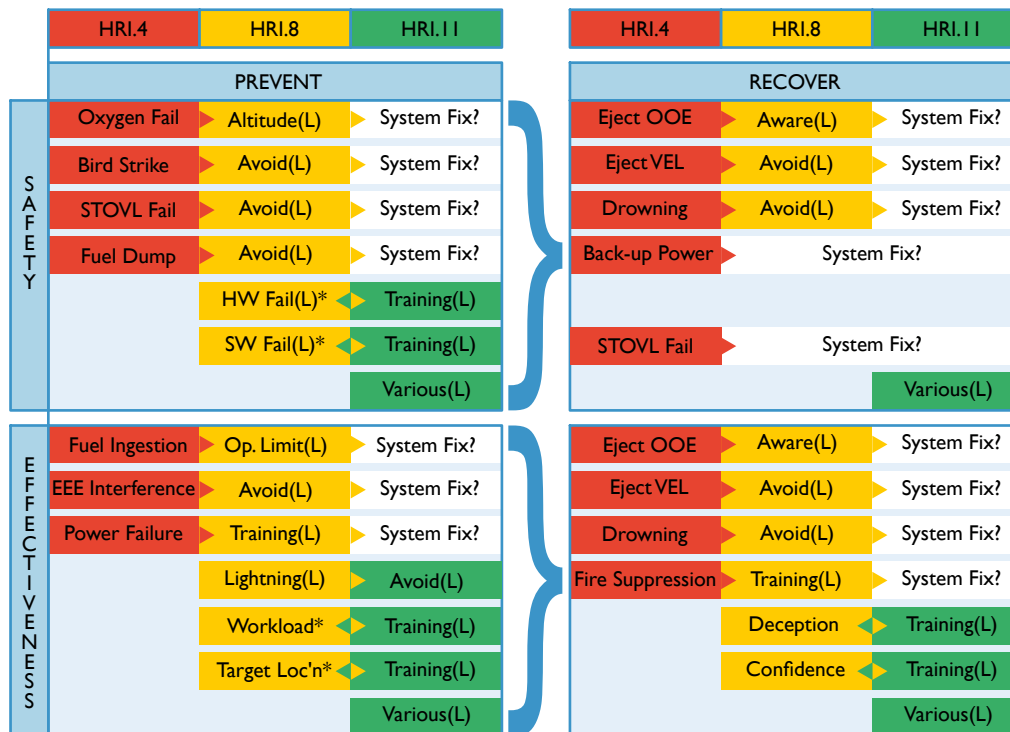 HRI.4 HRI.8 HRI.11 HRI.4 HRI.8 HRI.11
PREVENT RECOVER
SAFETY
Oxygen Fail Altitude(L) System Fix? Eject OOE Aware(L) System Fix?
Bird Strike Avoid(L) System Fix? Eject VEL Avoid(L) System Fix?
STOVL Fail Avoid(L) System Fix? Drowning Avoid(L) System Fix?
Fuel Dump Avoid(L) System Fix? Back-up Power System Fix?
HW Fail(L)* Training(L)
SW Fail(L)* Training(L) STOVL Fail System Fix?
Various(L) Various(L)
EFFECTIVENESS
Fuel Ingestion Op. Limit(L) System Fix? Eject OOE Aware(L) System Fix?
EEE Interference Avoid(L) System Fix? Eject VEL Avoid(L) System Fix?
Power Failure Training(L) System Fix? Drowning Avoid(L) System Fix?
Lightning(L) Avoid(L) Fire Suppression Training(L) System Fix?
Workload* Training(L) Deception Training(L)
Target Loc'n* Training(L) Confidence Training(L)
Various(L) Various(L)